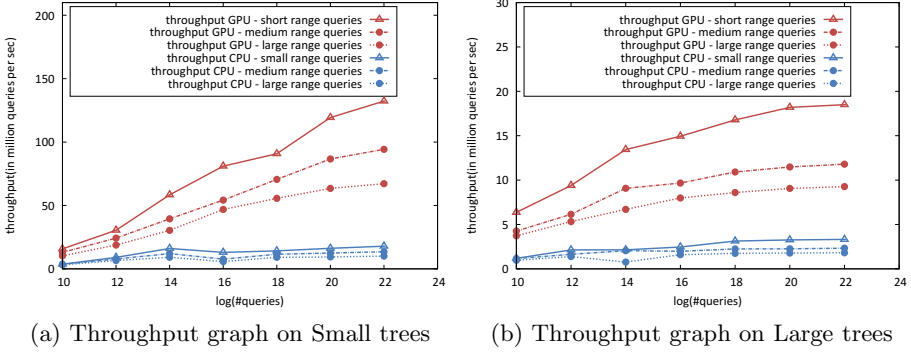 throughput GPU - short range queries
throughput GPU - medium range queries
throughput GPU - large range queries
throughput CPU - small range queries
throughput CPU - medium range queries
throughput CPU - large range queries
throughput(in million queries per sec)
200
150
100
50
0
10 12 14 16 18 20 22 24
log(#queries)
(a) Throughput graph on Small trees
throughput GPU - short range queries
throughput GPU - medium range queries
throughput GPU - large range queries
throughput CPU - small range queries
throughput CPU - medium range queries
throughput CPU - large range queries
throughput(in million queries per sec)
30
25
20
15
10
5
0
10 12 14 16 18 20 22 24
log(#queries)
(b) Throughput graph on Large trees